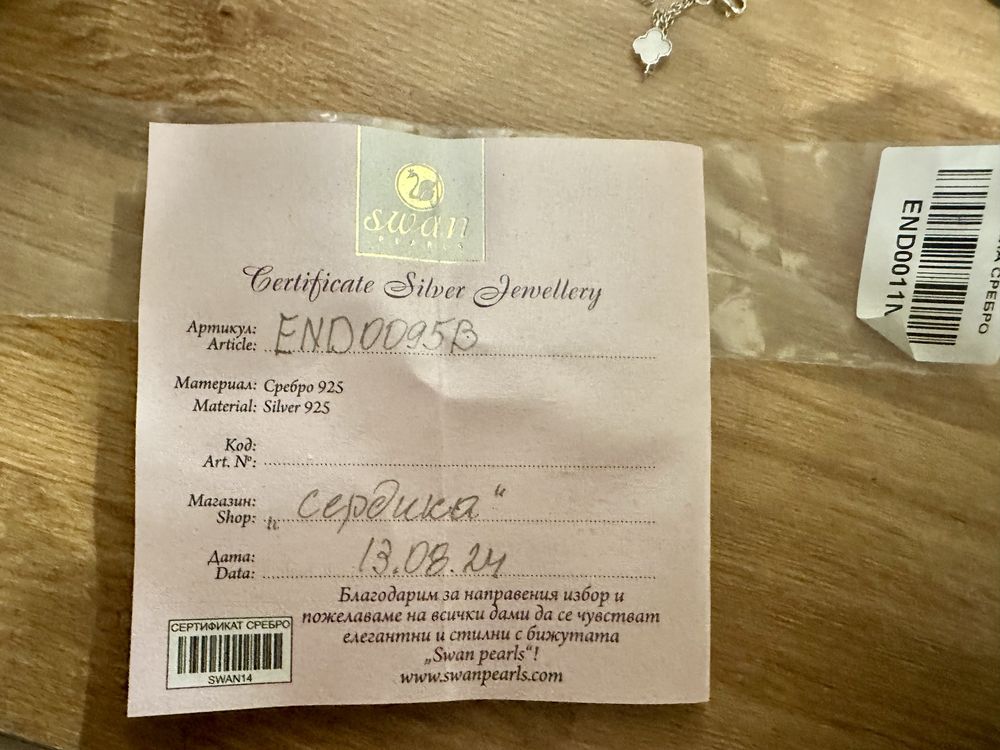 swan
PEARLS
Certificate Silver Jewellery
Артикул:
Article: END0095B
Материал: Сребро 925
Material: Silver 925
Код:
Art. №:
Магазин:
Shop: „Сердика“
Дата:
Data: 13.08.24
Благодарим за направения избор и
пожелаваме на всички дами да се чувстват
елегантни и стилни с бижутата
„Swan pearls“!
www.swanpearls.com
СЕРТИФИКАТ СРЕБРО
SWAN14
END0011N
СРЕБРО